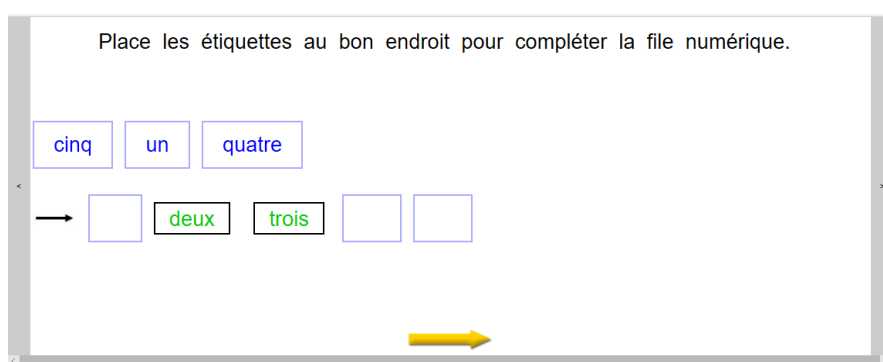 Place les étiquettes au bon endroit pour compléter la file numérique.
cinq un quatre
deux trois